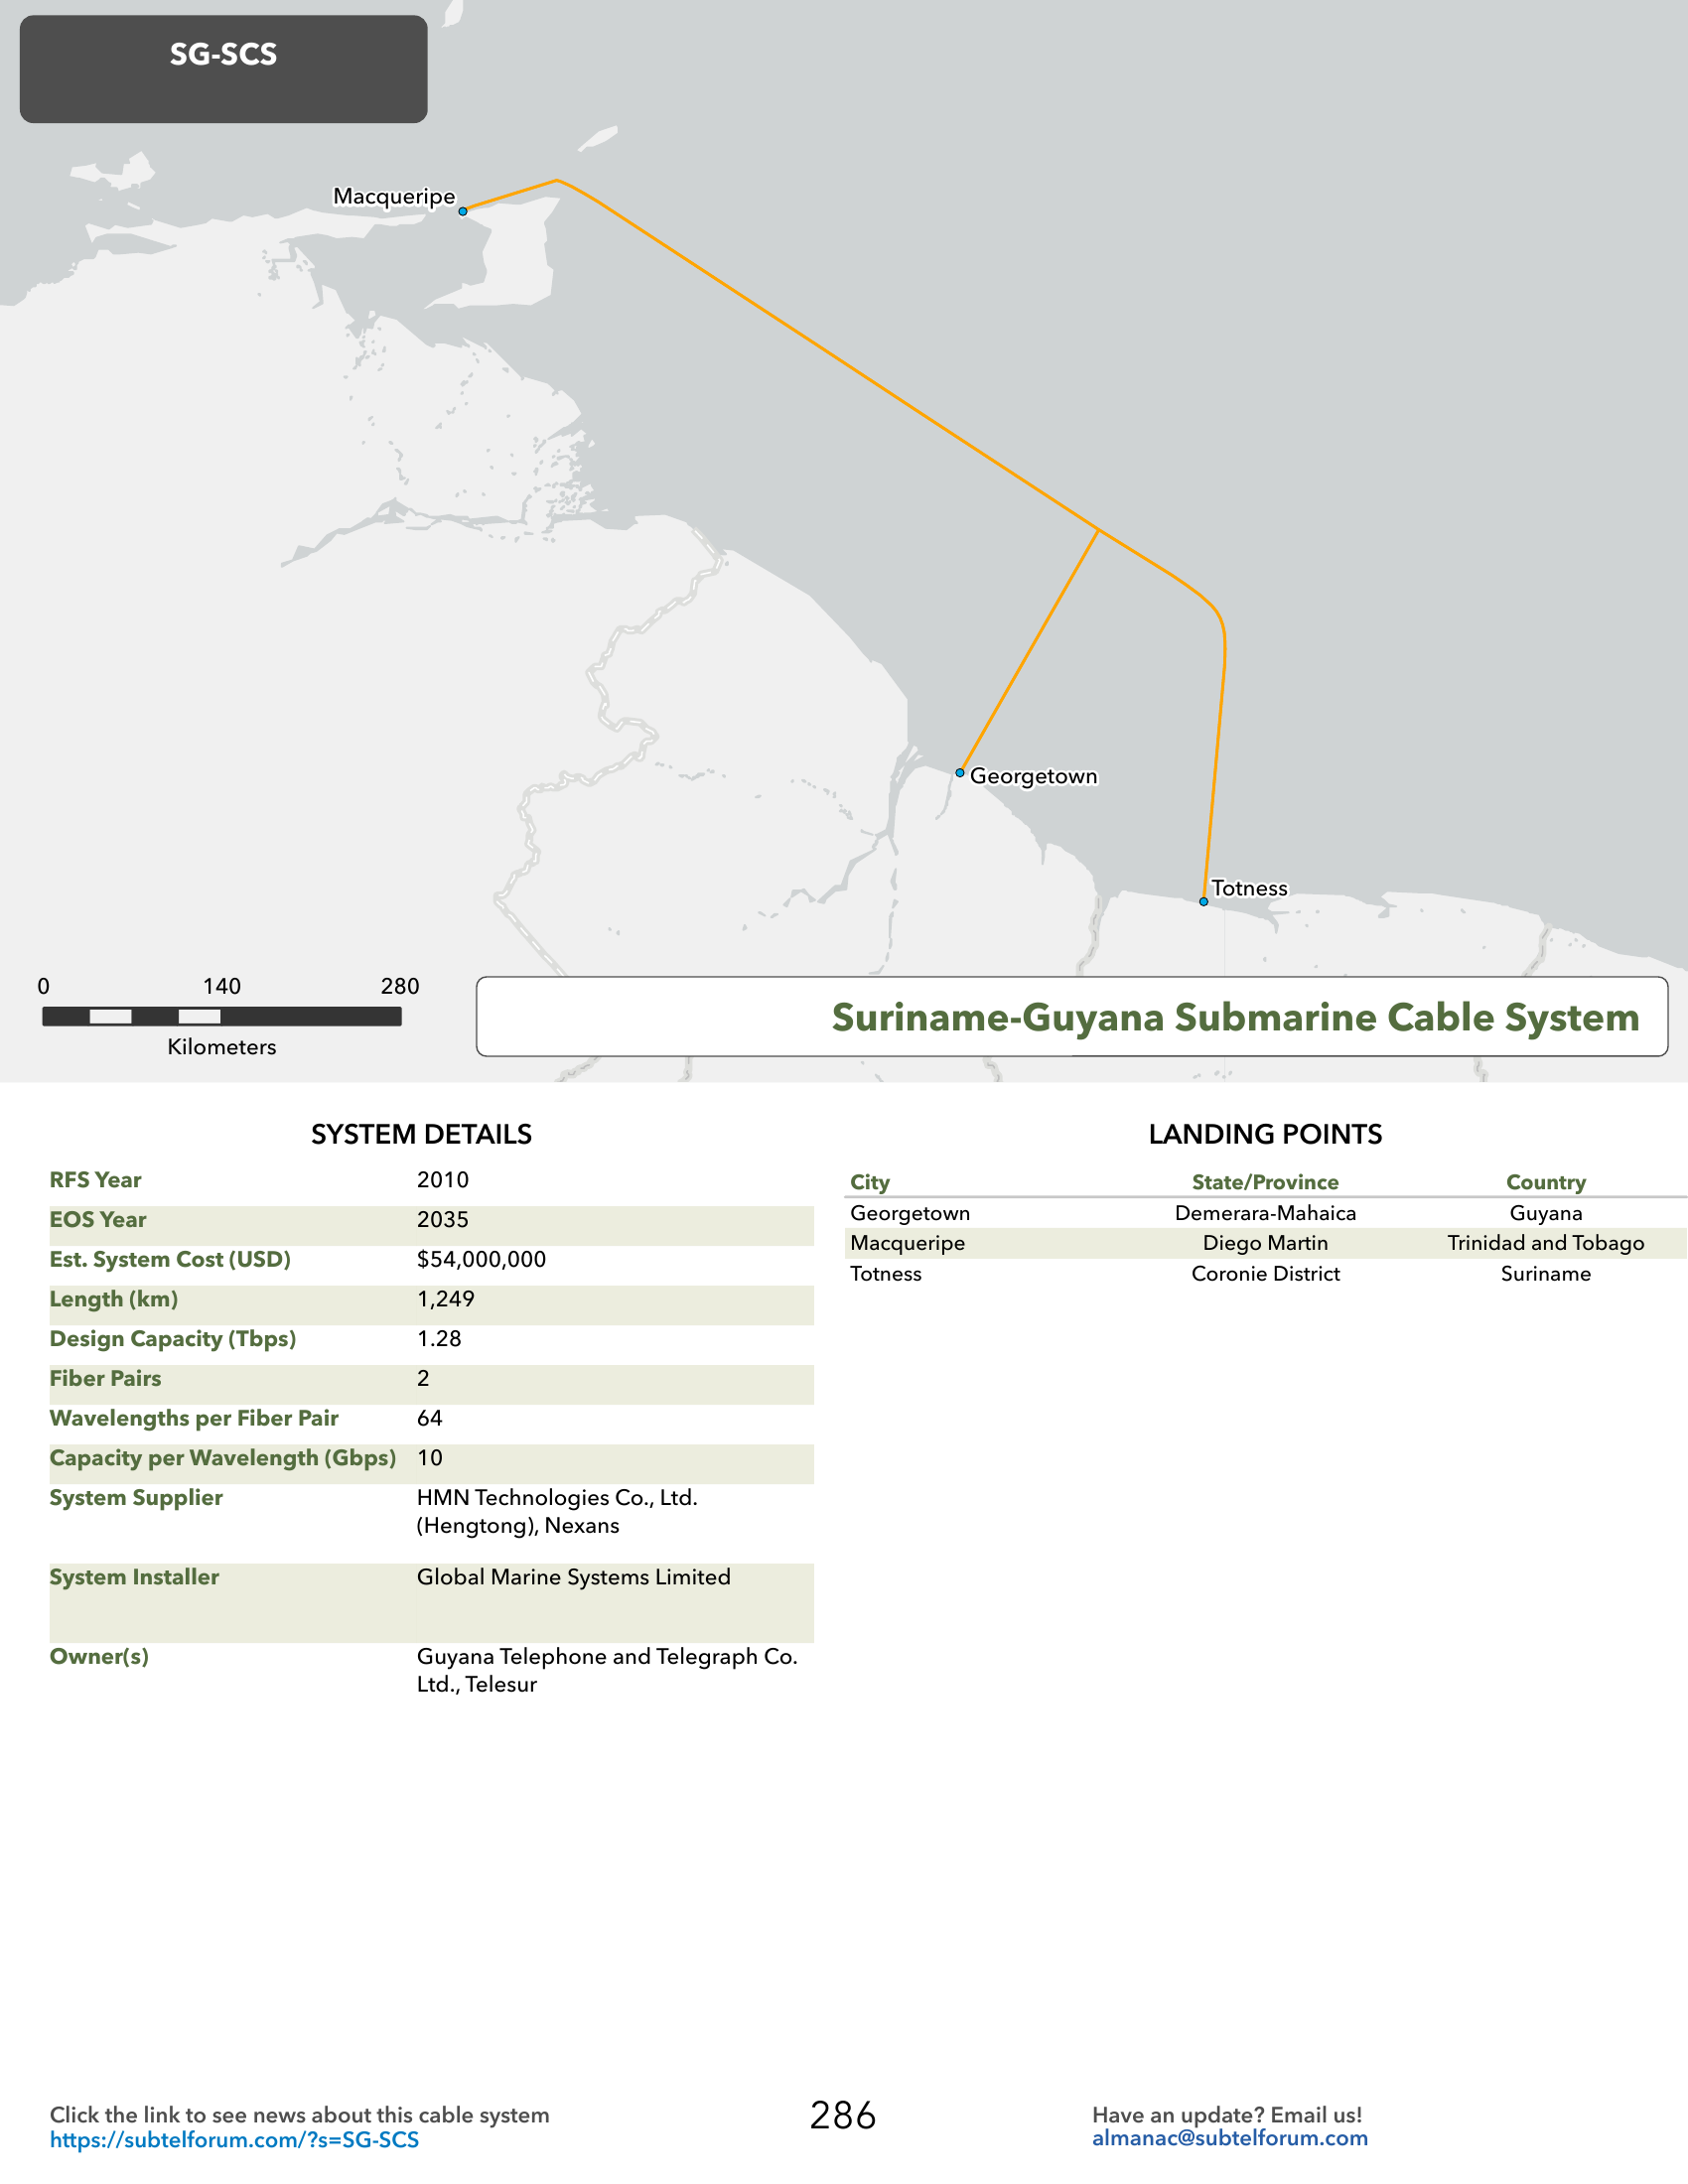 SG-SCS
Macqueripe
Georgetown
Totness
0 140 280
Kilometers
Suriname-Guyana Submarine Cable System
SYSTEM DETAILS
RFS Year 2010
EOS Year 2035
Est. System Cost (USD) $54,000,000
Length (km) 1,249
Design Capacity (Tbps) 1.28
Fiber Pairs 2
Wavelengths per Fiber Pair 64
Capacity per Wavelength (Gbps) 10
System Supplier HMN Technologies Co., Ltd.
(Hengtong), Nexans
System Installer Global Marine Systems Limited
Owner(s) Guyana Telephone and Telegraph Co.
Ltd., Telesur
LANDING POINTS
City State/Province Country
Georgetown Demerara-Mahaica Guyana
Macqueripe Diego Martin Trinidad and Tobago
Totness Coronie District Suriname
Click the link to see news about this cable system
https://subtelforum.com/?s=SG-SCS
286
Have an update? Email us!
almanac@subtelforum.com